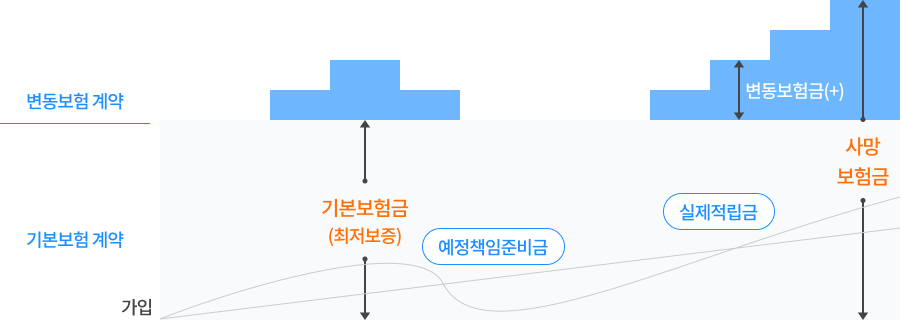 변동보험 계약
변동보험금(+)
사망
보험금
기본보험금
(최저보증)
실제적립금
기본보험 계약
예정책임준비금
가입